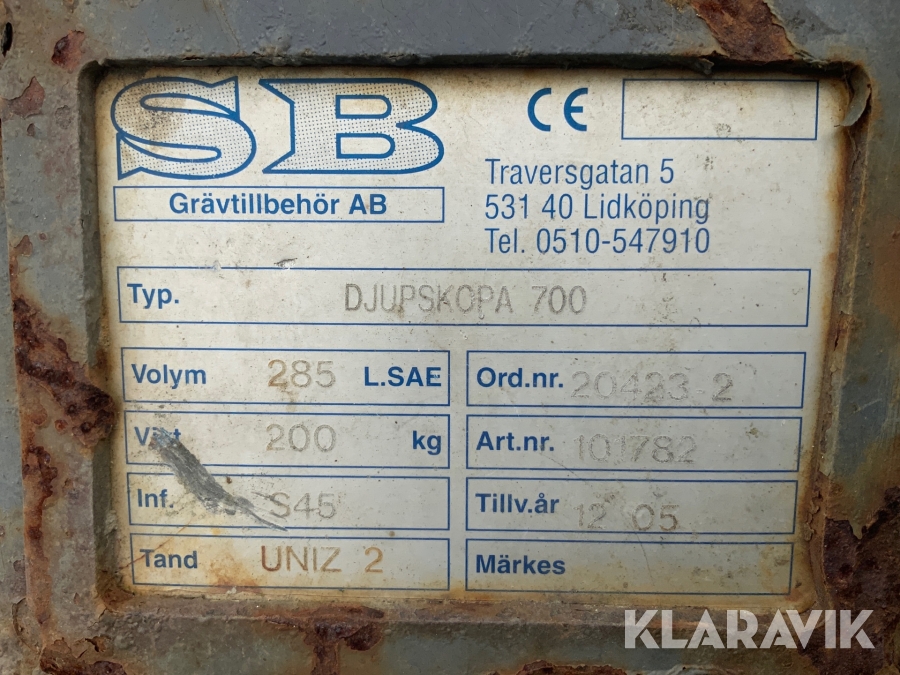 SB
Grävtillbehör AB
CE
Traversgatan 5
531 40 Lidköping
Tel. 0510-547910
Typ. DJUPSKOPA 700
Volym 285 L.SAE
Ord.nr. 20423-2
200 kg
Art.nr. 101782
Inf. S45
Tillv.år 12 05
Tand UNIZ 2
Märkes
KLARAVIK